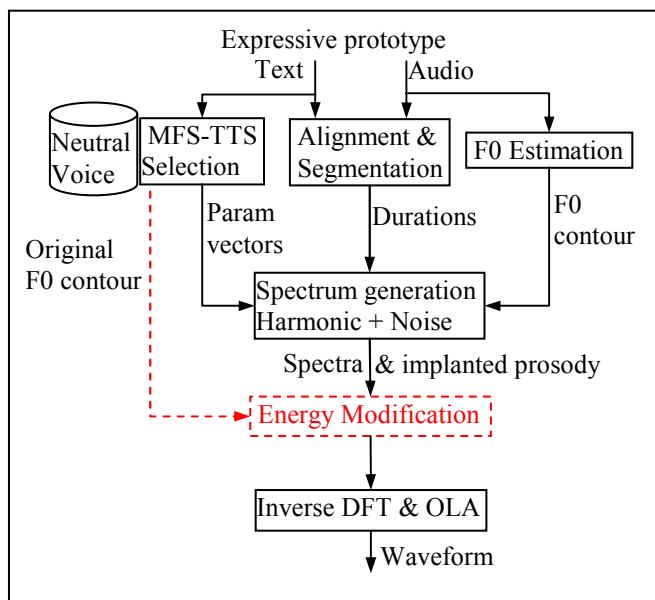 Expressive prototype
Text
Audio
Neutral
Voice
MFS-TTS
Selection
Alignment &
Segmentation
F0 Estimation
Param
vectors
Durations
F0
contour
Original
F0 contour
Spectrum generation
Harmonic + Noise
Spectra & implanted prosody
Energy Modification
Inverse DFT & OLA
Waveform